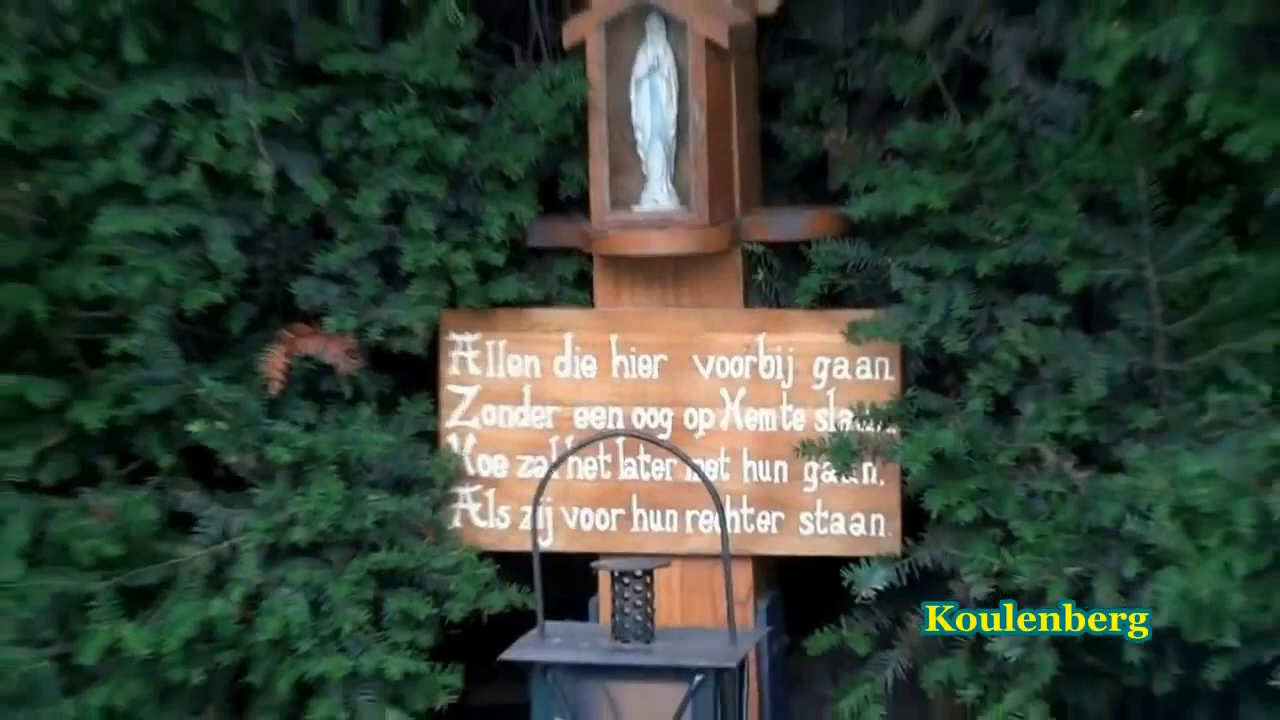 Allen die hier voorbij gaan
Zonder een oog op Hem te slaan.
Hoe zal het later met hun gaan.
Als zij voor hun rechter staan.
Koulenberg